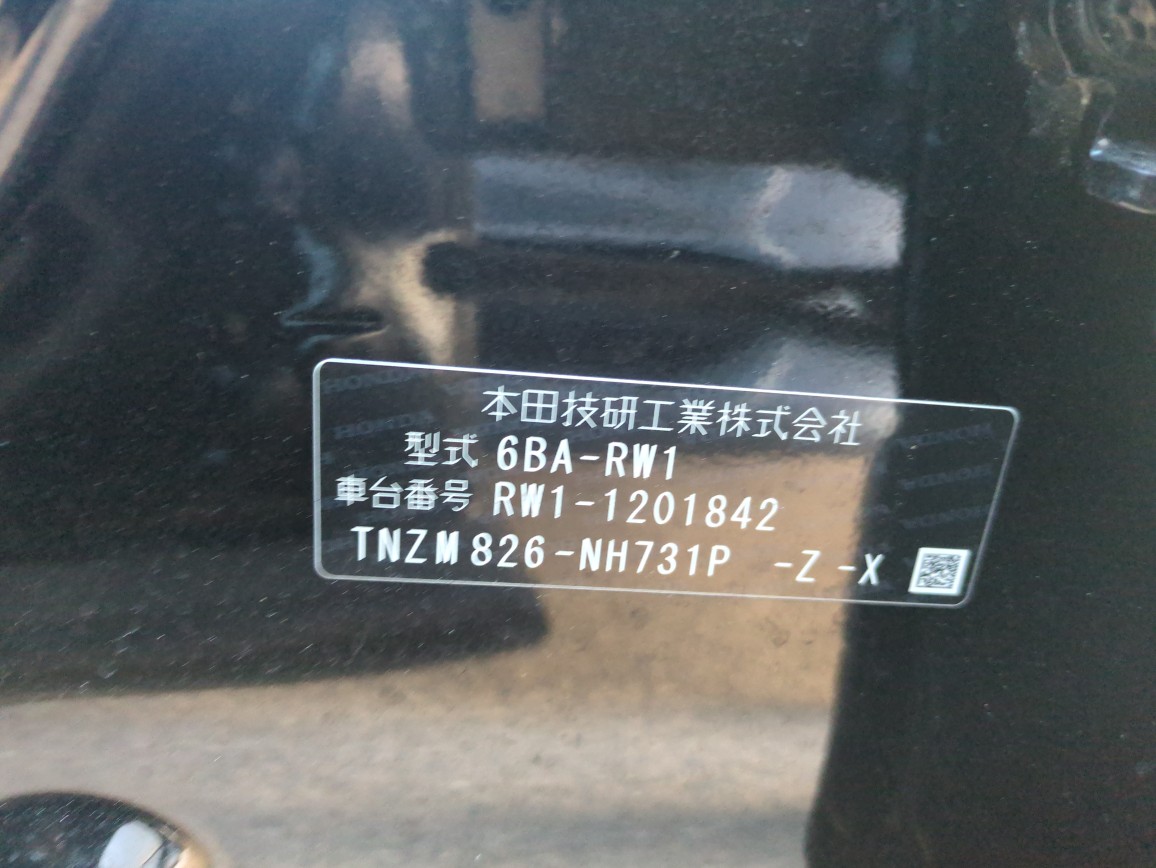 本田技研工業株式会社
型式 6BA-RW1
車台番号 RW1-1201842
TNZM826-NH731P -Z-X